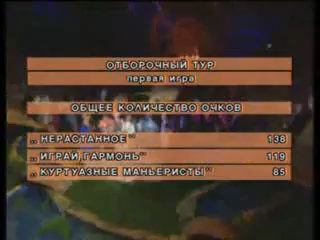 ОТБОРОЧНЫЙ ТУР
первая игра
ОБЩЕЕ КОЛИЧЕСТВО ОЧКОВ
„НЕРАСТАННОЕ" 138
„ИГРАЙ ГАРМОНЬ" 119
„КУРТУАЗНЫЕ МАНЬЕРИСТЫ" 85